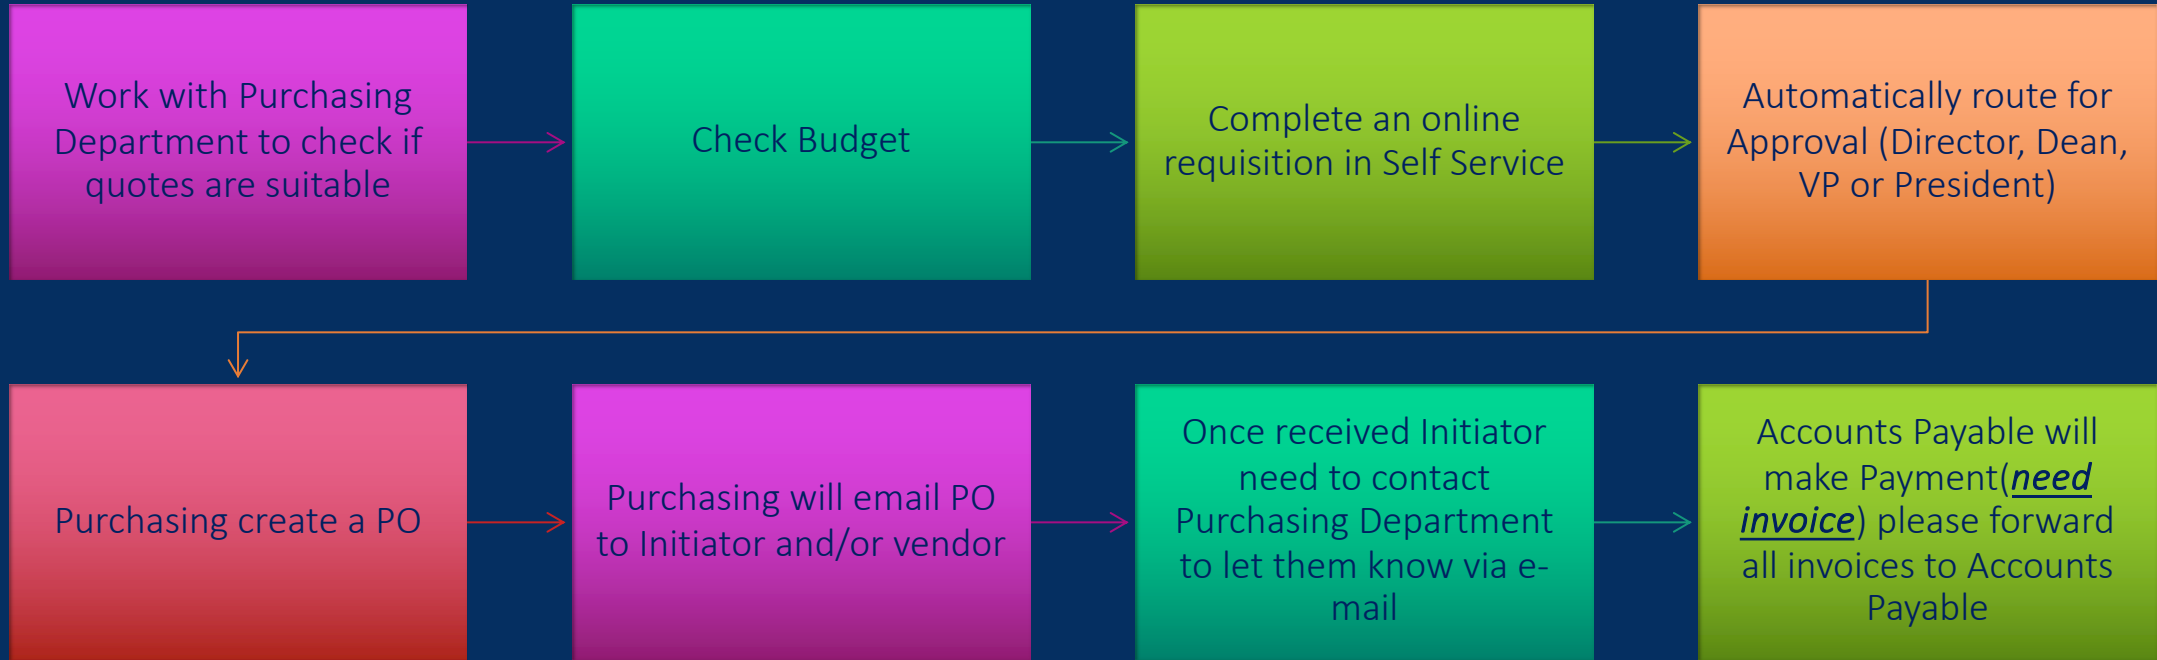 Work with Purchasing
Department to check if
quotes are suitable
Check Budget
Complete an online
requisition in Self Service
Automatically route for
Approval (Director, Dean,
VP or President)
Purchasing create a PO
Purchasing will email PO
to Initiator and/or vendor
Once received Initiator
need to contact
Purchasing Department
to let them know via e-
mail
Accounts Payable will
make Payment(need
invoice) please forward
all invoices to Accounts
Payable